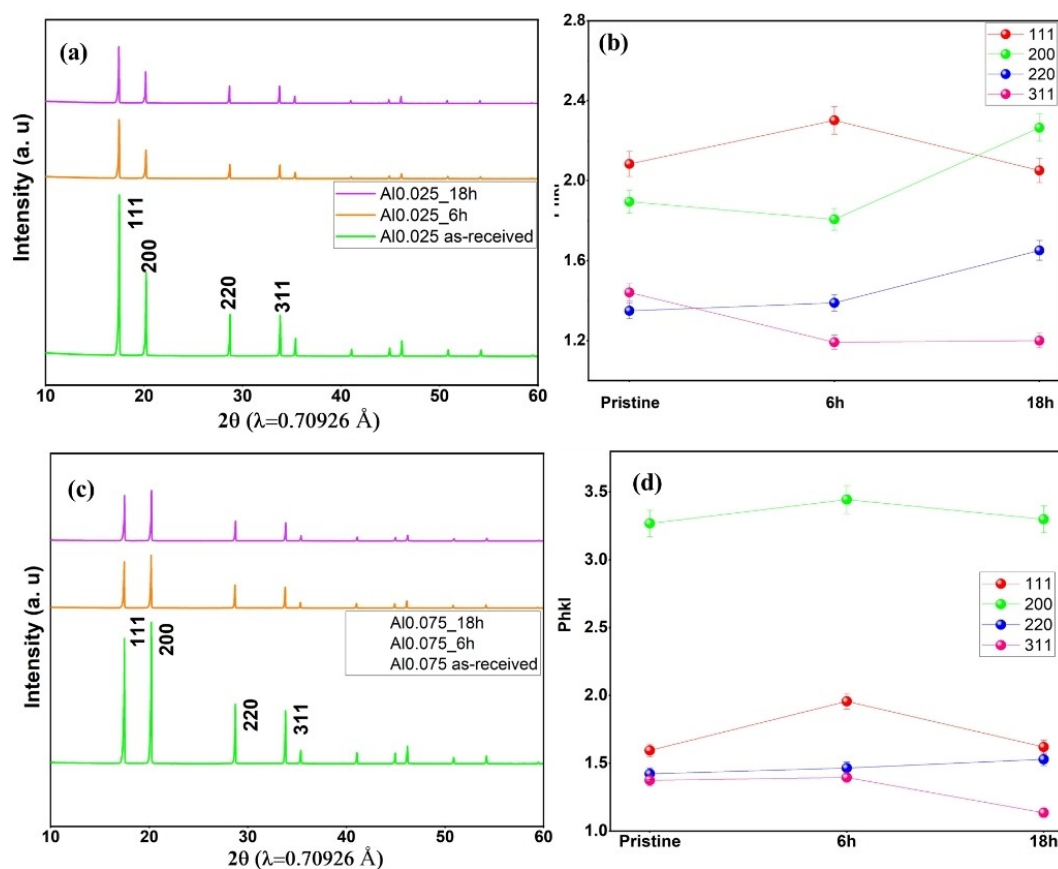 (a)
Intensity (a. u)
Al0.025_18h
Al0.025_6h
Al0.025 as-received
111
200
220
311
10 20 30 40 50 60
2θ (λ=0.70926 Å)
(b)
2.8
2.4
2.0
1.6
1.2
111
200
220
311
Pristine 6h 18h
(c)
Intensity (a. u)
Al0.075_18h
Al0.075_6h
Al0.075 as-received
111
200
220
311
10 20 30 40 50 60
2θ (λ=0.70926 Å)
(d)
Phkl
3.5
3.0
2.5
2.0
1.5
1.0
111
200
220
311
Pristine 6h 18h